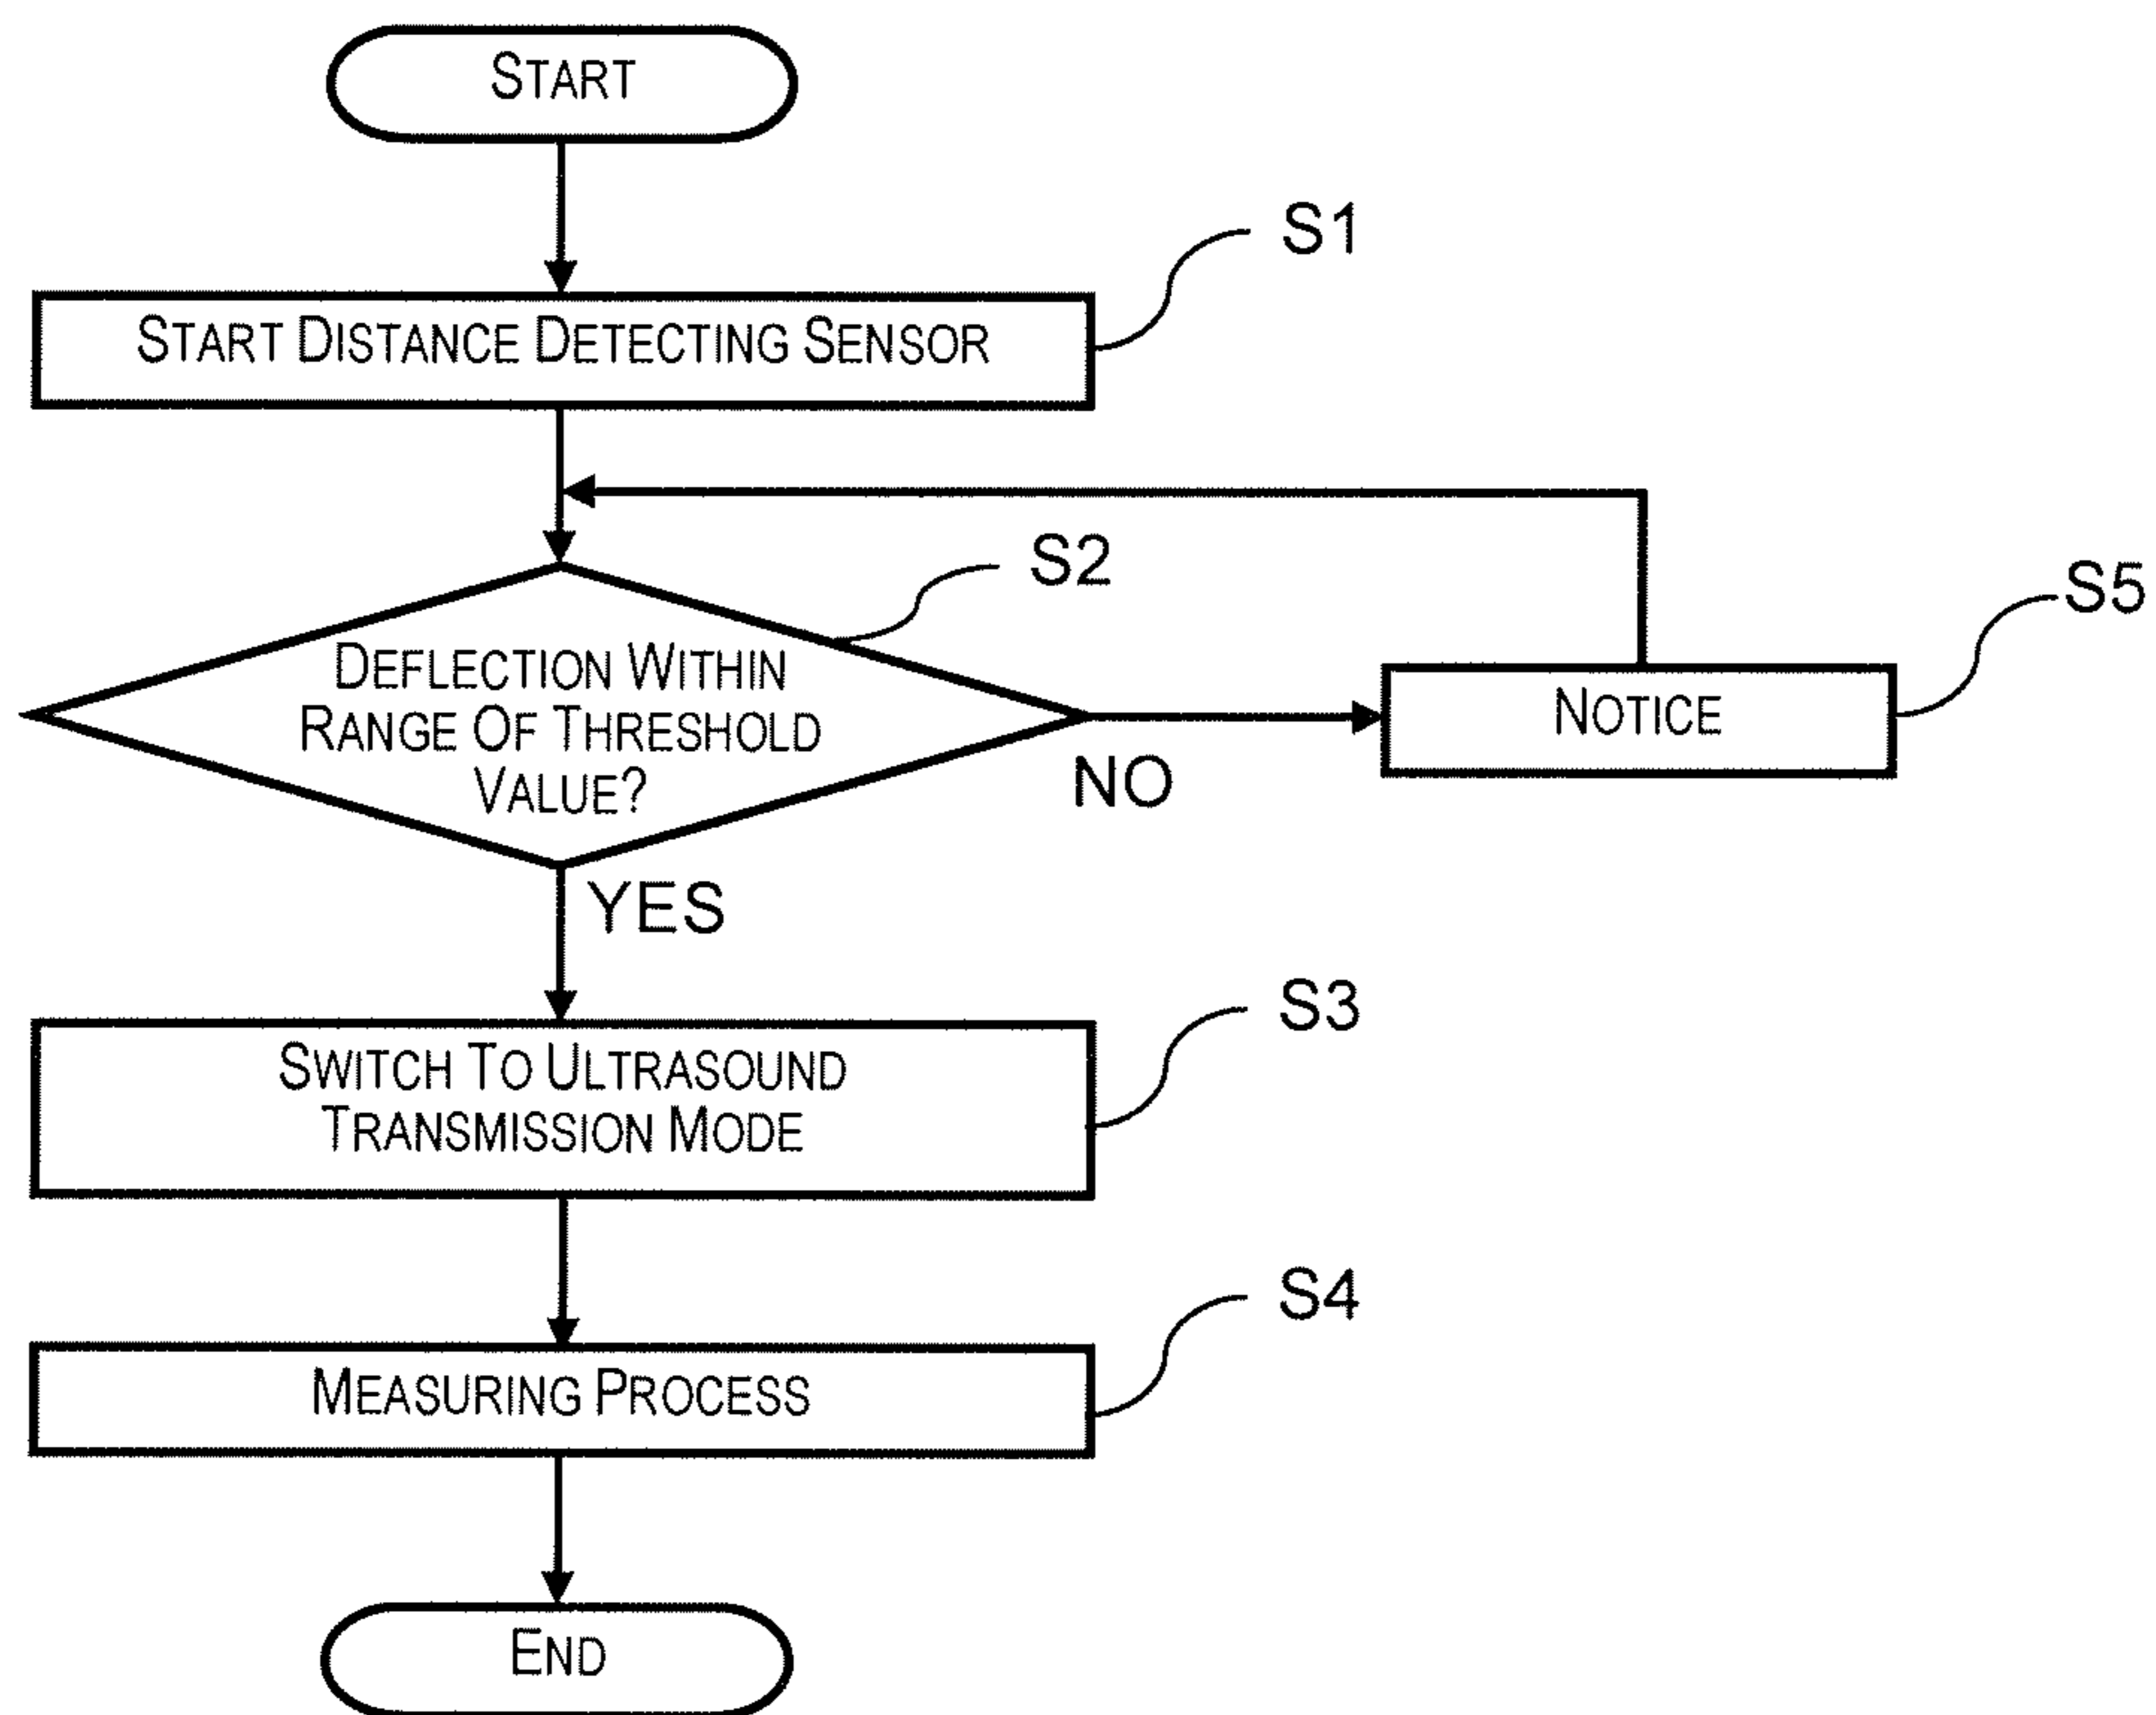 START
S1
START DISTANCE DETECTING SENSOR
S2
S5
DEFLECTION WITHIN
RANGE OF THRESHOLD
VALUE?
NOTICE
NO
YES
S3
SWITCH TO ULTRASOUND
TRANSMISSION MODE
S4
MEASURING PROCESS
END